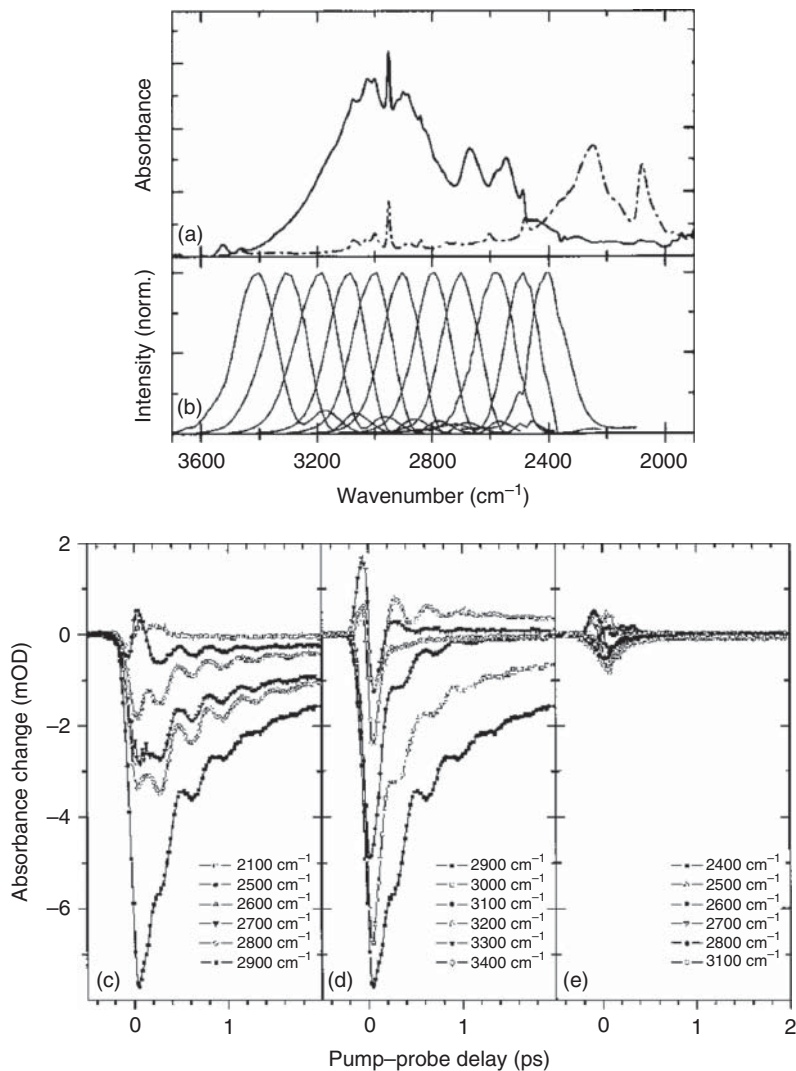 Absorbance
(a)
Intensity (norm.)
(b)
3600 3200 2800 2400 2000
Wavenumber (cm⁻¹)
Absorbance change (mOD)
2
0
−2
−4
−6
2100 cm⁻¹
2500 cm⁻¹
2600 cm⁻¹
2700 cm⁻¹
2800 cm⁻¹
2900 cm⁻¹
(c)
2900 cm⁻¹
3000 cm⁻¹
3100 cm⁻¹
3200 cm⁻¹
3300 cm⁻¹
3400 cm⁻¹
(d)
2400 cm⁻¹
2500 cm⁻¹
2600 cm⁻¹
2700 cm⁻¹
2800 cm⁻¹
3100 cm⁻¹
(e)
0 1 0 1 0 1 2
Pump–probe delay (ps)